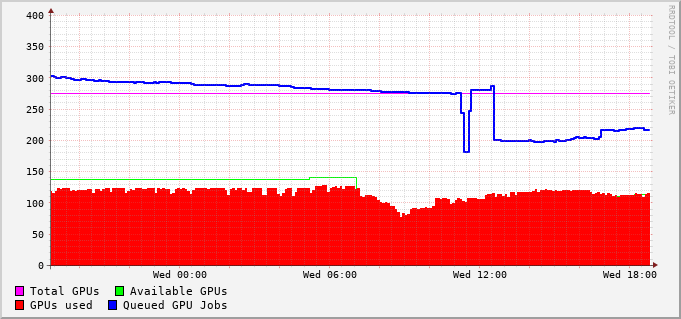 400
350
300
250
200
150
100
50
0
Wed 00:00 Wed 06:00 Wed 12:00 Wed 18:00
Total GPUs Available GPUs
GPUs used Queued GPU Jobs
RRDTOOL / TOBI OETIKER